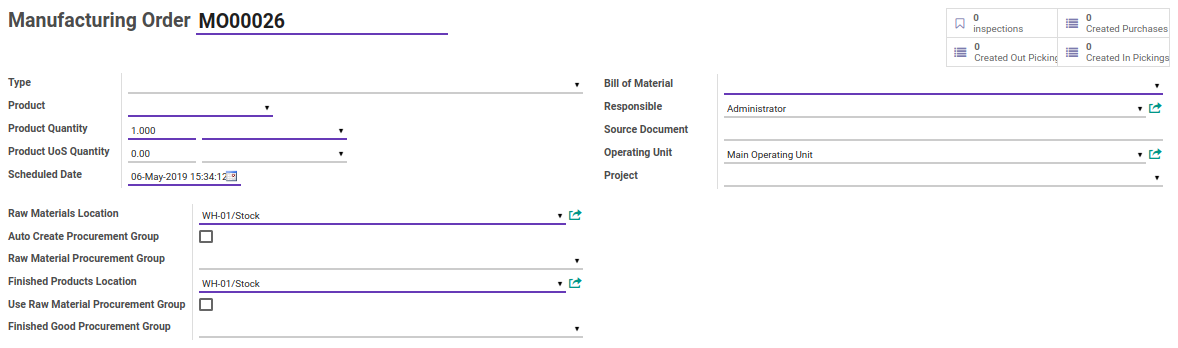 Manufacturing Order MO00026
0
inspections
0
Created Purchases
0
Created Out Picking
0
Created In Pickings
Type
Product
Product Quantity 1.000
Product UoS Quantity 0.00
Scheduled Date 06-May-2019 15:34:12
Bill of Material
Responsible Administrator
Source Document
Operating Unit Main Operating Unit
Project
Raw Materials Location WH-01/Stock
Auto Create Procurement Group
Raw Material Procurement Group
Finished Products Location WH-01/Stock
Use Raw Material Procurement Group
Finished Good Procurement Group